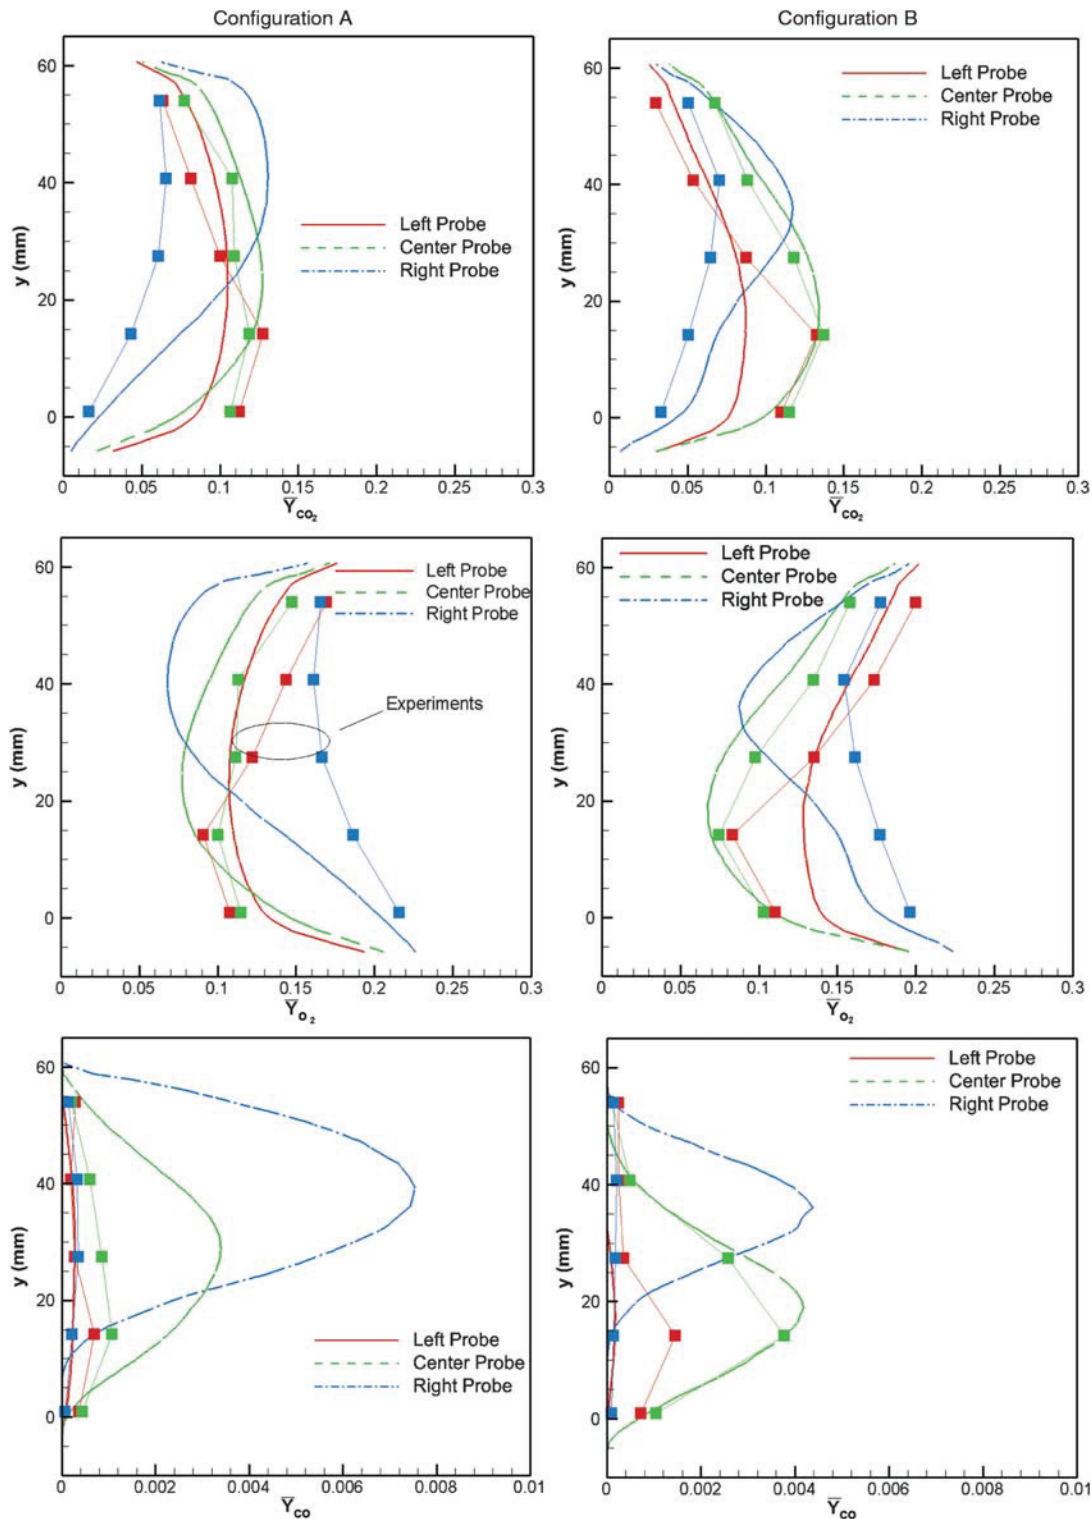 Configuration A
Configuration B
60
40
20
0
y (mm)
Left Probe
Center Probe
Right Probe
0
0.05
0.1
0.15
0.2
0.25
0.3
Y̅CO₂
60
40
20
0
y (mm)
Left Probe
Center Probe
Right Probe
0
0.05
0.1
0.15
0.2
0.25
0.3
Y̅CO₂
60
40
20
0
y (mm)
Left Probe
Center Probe
Right Probe
Experiments
0
0.05
0.1
0.15
0.2
0.25
0.3
Y̅O₂
60
40
20
0
y (mm)
Left Probe
Center Probe
Right Probe
0
0.05
0.1
0.15
0.2
0.25
0.3
Y̅O₂
60
40
20
0
y (mm)
Left Probe
Center Probe
Right Probe
0
0.002
0.004
0.006
0.008
0.01
Y̅CO
60
40
20
0
y (mm)
Left Probe
Center Probe
Right Probe
0
0.002
0.004
0.006
0.008
0.01
Y̅CO